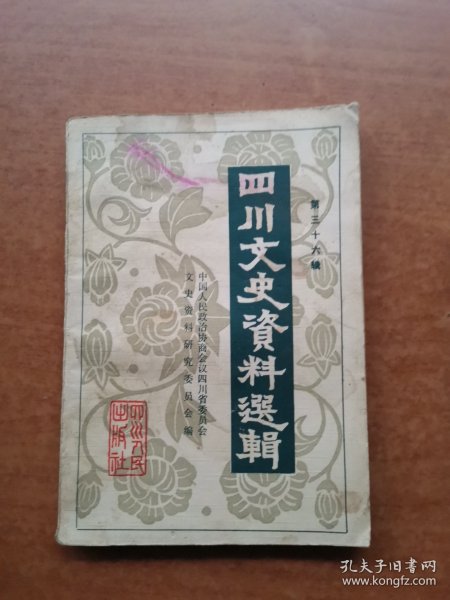 第三十六辑
四川文史資料選輯
中国人民政治协商会议四川省委员会
文史资料研究委员会编
四川人民
出版社
孔夫子旧书网
www.kongfz.com